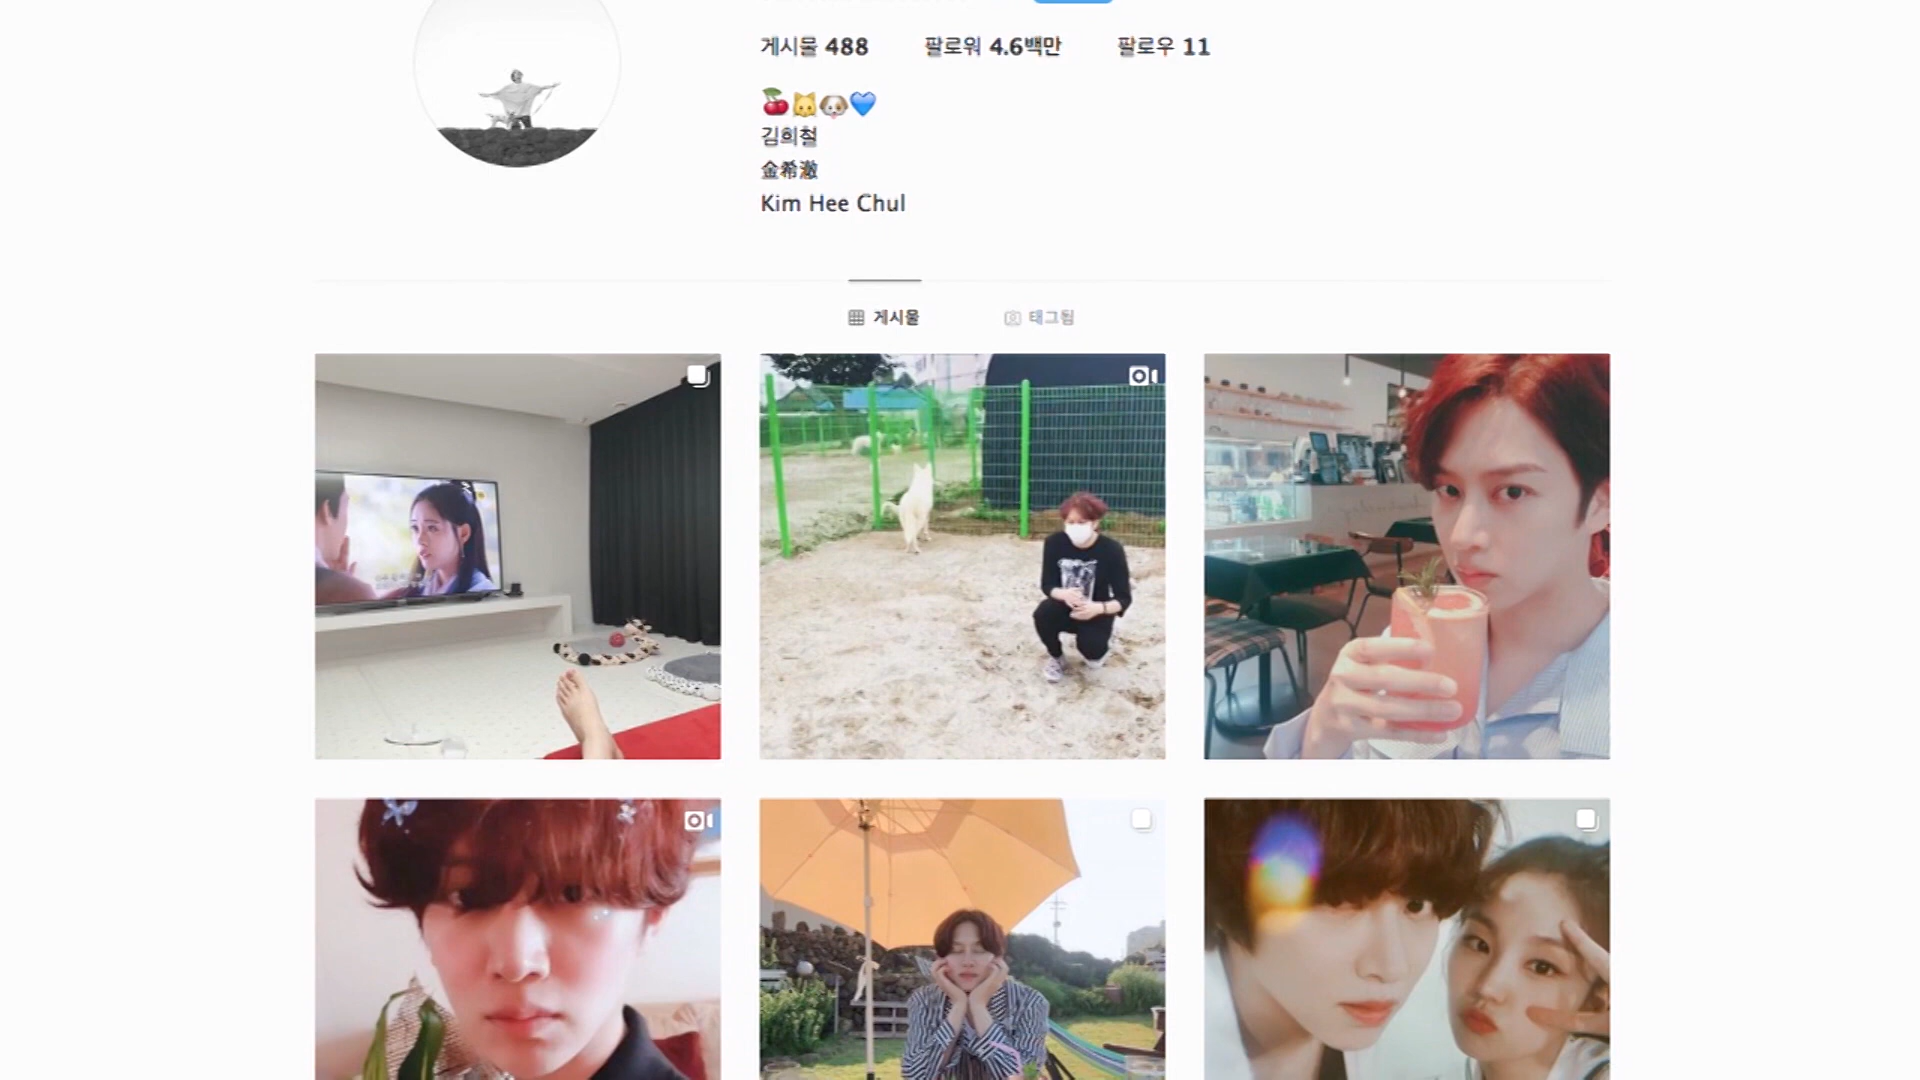 게시물 488 팔로워 4.6백만 팔로우 11
🍒🐱🐶💙
김희철
金希澈
Kim Hee Chul
게시물 태그됨